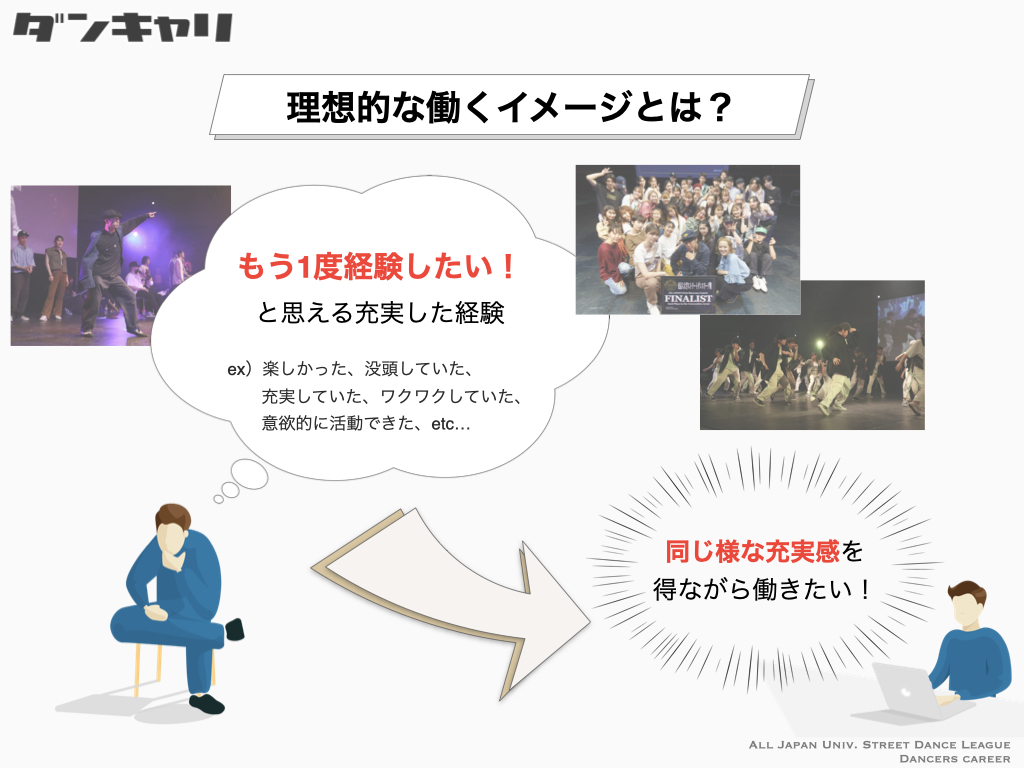 ダンキャリ
理想的な働くイメージとは？
もう1度経験したい！
と思える充実した経験
ex）楽しかった、没頭していた、
充実していた、ワクワクしていた、
意欲的に活動できた、etc…
FINALIST
同じ様な充実感を
得ながら働きたい！
All Japan Univ. Street Dance League
Dancers career